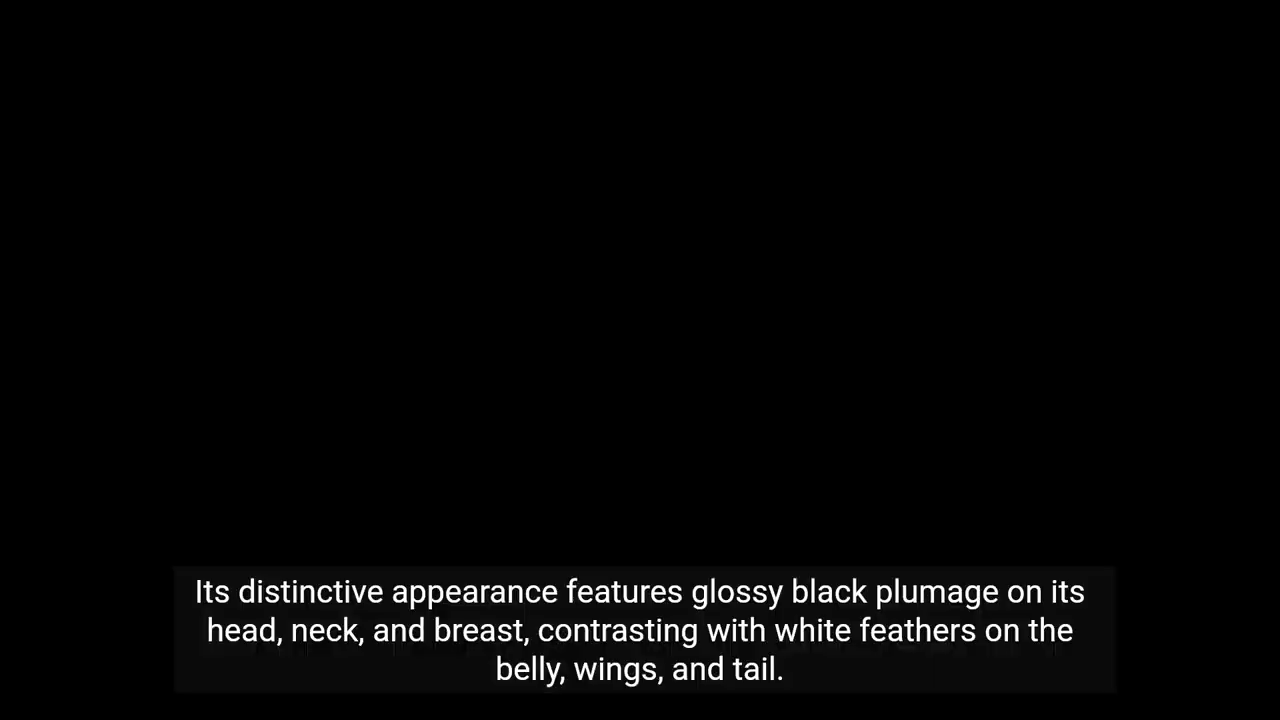 Its distinctive appearance features glossy black plumage on its
head, neck, and breast, contrasting with white feathers on the
belly, wings, and tail.